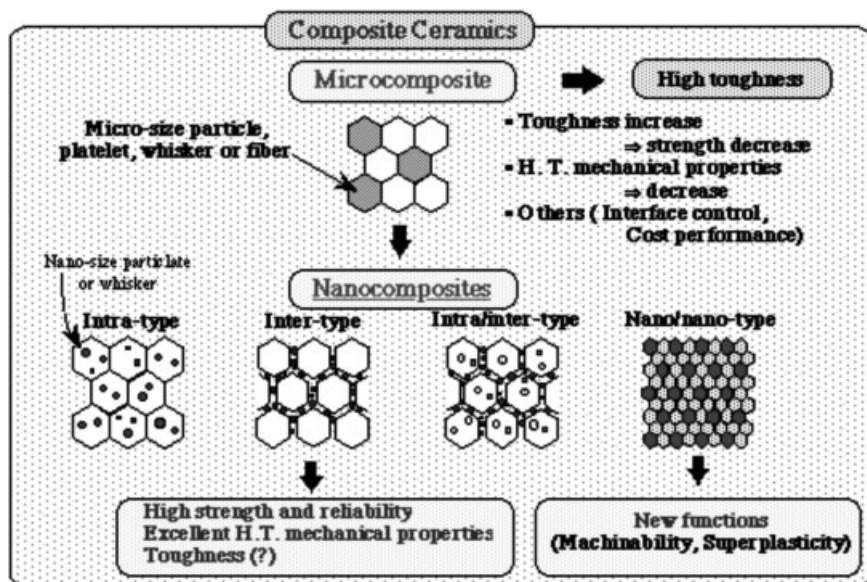 Composite Ceramics
Microcomposite
High toughness
Micro-size particle,
platelet, whisker or fiber
▪ Toughness increase
⇒ strength decrease
▪ H. T. mechanical properties
⇒ decrease
▪ Others ( Interface control ,
Cost performance)
Nano-size particlate
or whisker
Nanocomposites
Intra-type
Inter-type
Intra/inter-type
Nano/nano-type
High strength and reliability
Excellent H.T. mechanical properties
Toughness (?)
New functions
(Machinability, Superplasticity)